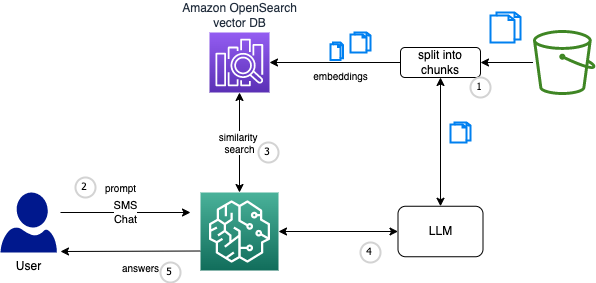 Amazon OpenSearch
vector DB
split into
chunks
1
embeddings
similarity
search
3
2
prompt
SMS
Chat
LLM
4
User
answers
5